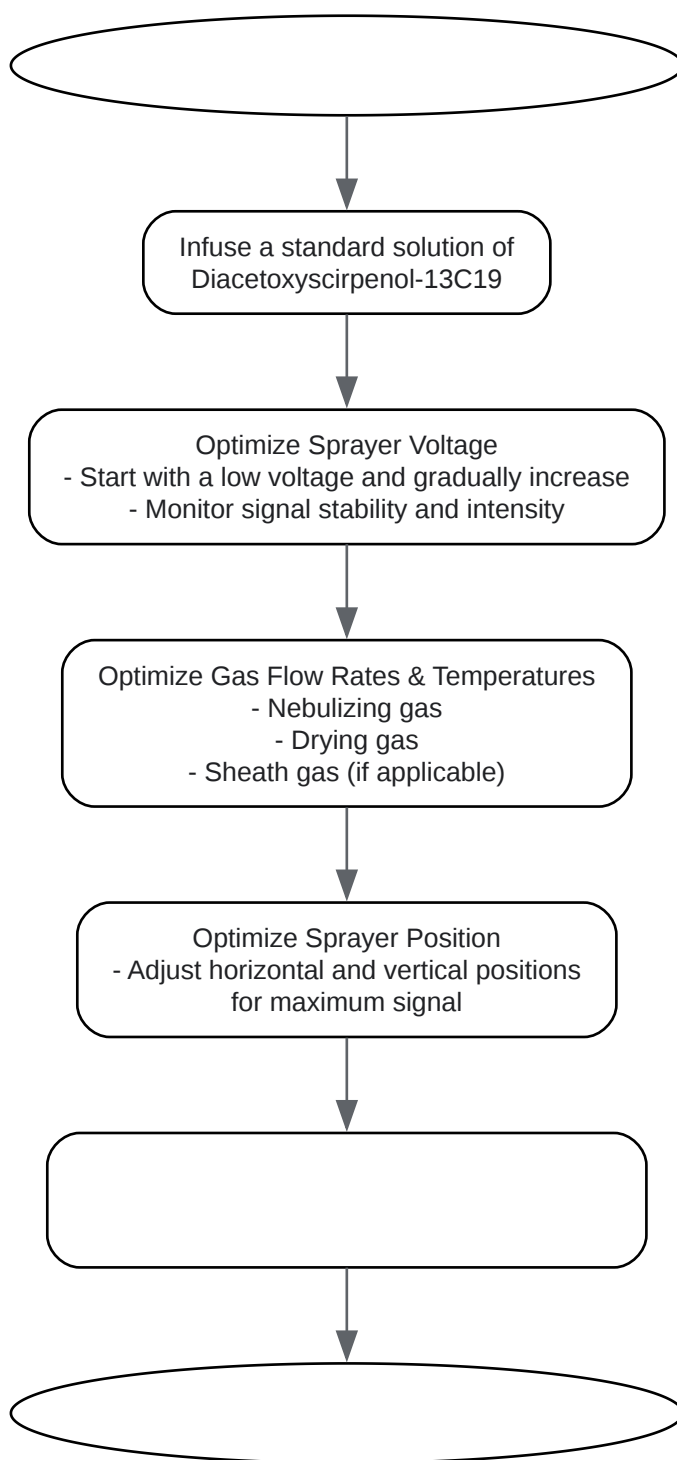 Infuse a standard solution of
Diacetoxyscirpenol-13C19
Optimize Sprayer Voltage
- Start with a low voltage and gradually increase
- Monitor signal stability and intensity
Optimize Gas Flow Rates & Temperatures
- Nebulizing gas
- Drying gas
- Sheath gas (if applicable)
Optimize Sprayer Position
- Adjust horizontal and vertical positions
for maximum signal